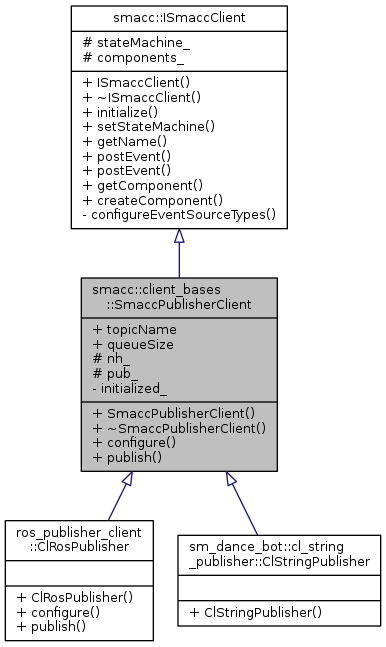 smacc::ISmaccClient
# stateMachine_
# components_
+ ISmaccClient()
+ ~ISmaccClient()
+ initialize()
+ setStateMachine()
+ getName()
+ postEvent()
+ postEvent()
+ getComponent()
+ createComponent()
- configureEventSourceTypes()
smacc::client_bases
::SmaccPublisherClient
+ topicName
+ queueSize
# nh_
# pub_
- initialized_
+ SmaccPublisherClient()
+ ~SmaccPublisherClient()
+ configure()
+ publish()
ros_publisher_client
::ClRosPublisher
+ ClRosPublisher()
+ configure()
+ publish()
sm_dance_bot::cl_string
_publisher::ClStringPublisher
+ ClStringPublisher()